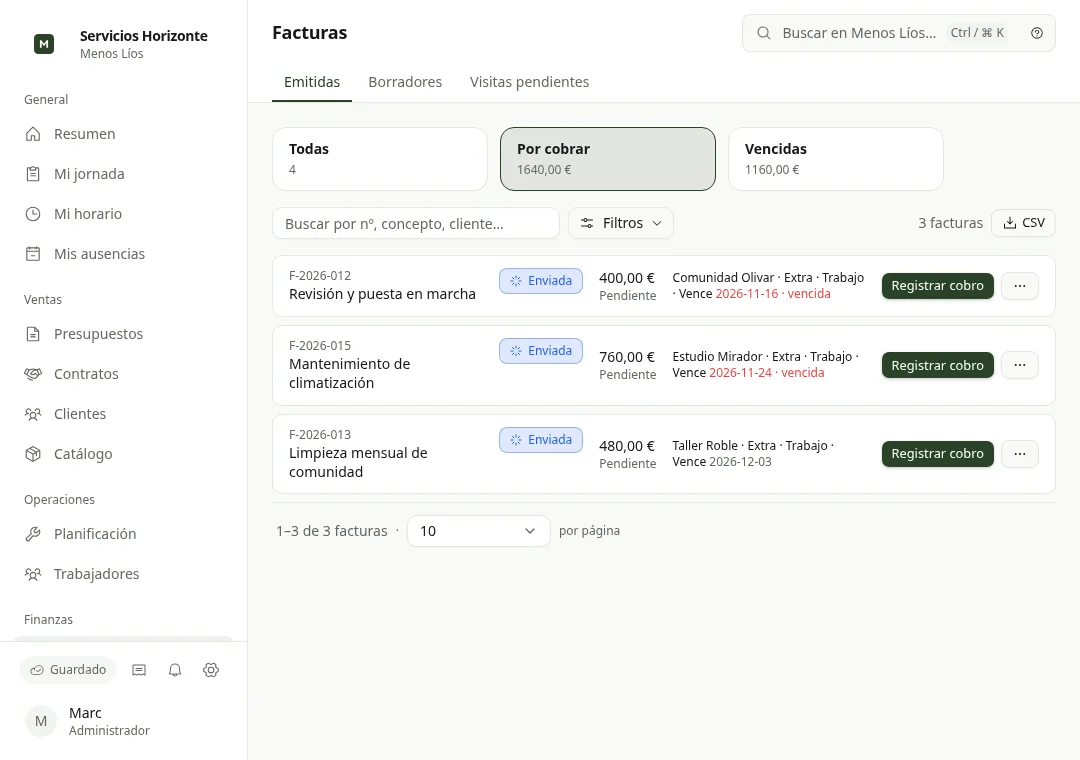 M
Servicios Horizonte
Menos Líos
General
Resumen
Mi jornada
Mi horario
Mis ausencias
Ventas
Presupuestos
Contratos
Clientes
Catálogo
Operaciones
Planificación
Trabajadores
Finanzas
Guardado
M
Marc
Administrador
Facturas
Buscar en Menos Líos... Ctrl / ⌘ K
Emitidas Borradores Visitas pendientes
Todas
4
Por cobrar
1640,00 €
Vencidas
1160,00 €
Buscar por nº, concepto, cliente...
Filtros
3 facturas
CSV
F-2026-012
Revisión y puesta en marcha
Enviada
400,00 €
Pendiente
Comunidad Olivar · Extra · Trabajo
· Vence 2026-11-16 · vencida
Registrar cobro
F-2026-015
Mantenimiento de
climatización
Enviada
760,00 €
Pendiente
Estudio Mirador · Extra · Trabajo ·
Vence 2026-11-24 · vencida
Registrar cobro
F-2026-013
Limpieza mensual de
comunidad
Enviada
480,00 €
Pendiente
Taller Roble · Extra · Trabajo ·
Vence 2026-12-03
Registrar cobro
1–3 de 3 facturas · 10 por página